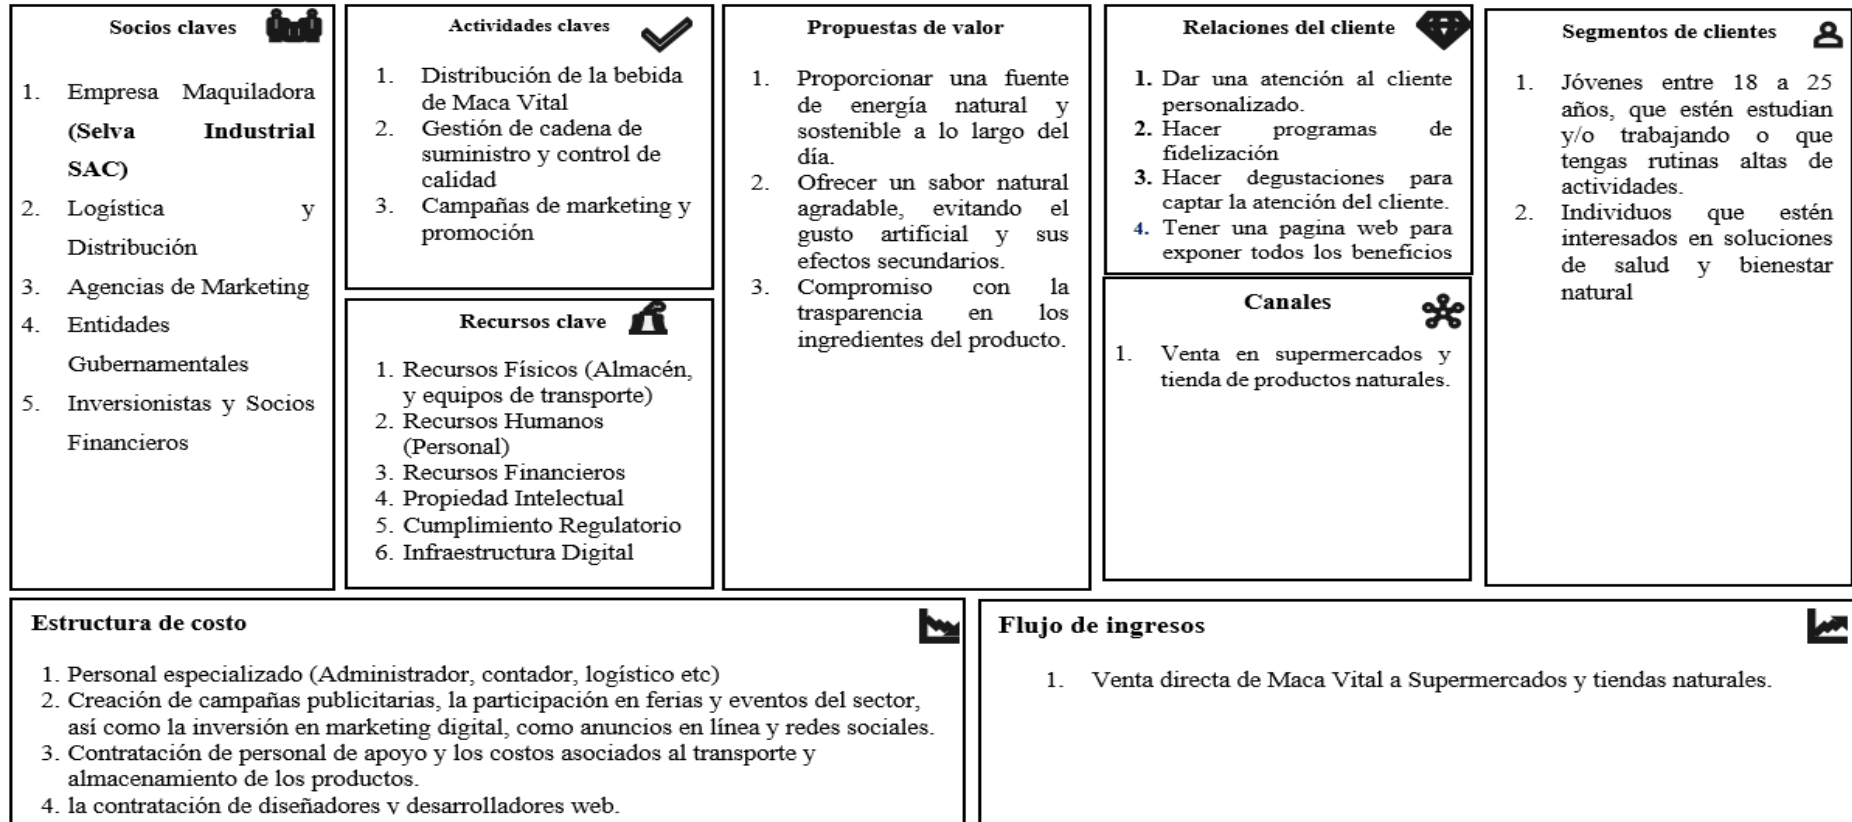 Socios claves
1. Empresa Maquiladora
(Selva Industrial
SAC)
2. Logística y
Distribución
3. Agencias de Marketing
4. Entidades
Gubernamentales
5. Inversionistas y Socios
Financieros
Actividades claves
1. Distribución de la bebida
de Maca Vital
2. Gestión de cadena de
suministro y control de
calidad
3. Campañas de marketing y
promoción
Recursos clave
1. Recursos Físicos (Almacén,
y equipos de transporte)
2. Recursos Humanos
(Personal)
3. Recursos Financieros
4. Propiedad Intelectual
5. Cumplimiento Regulatorio
6. Infraestructura Digital
Propuestas de valor
1. Proporcionar una fuente
de energía natural y
sostenible a lo largo del
día.
2. Ofrecer un sabor natural
agradable, evitando el
gusto artificial y sus
efectos secundarios.
3. Compromiso con la
trasparencia en los
ingredientes del producto.
Relaciones del cliente
1. Dar una atención al cliente
personalizado.
2. Hacer programas de
fidelización
3. Hacer degustaciones para
captar la atención del cliente.
4. Tener una pagina web para
exponer todos los beneficios
Canales
1. Venta en supermercados y
tienda de productos naturales.
Segmentos de clientes
1. Jóvenes entre 18 a 25
años, que estén estudian
y/o trabajando o que
tengas rutinas altas de
actividades.
2. Individuos que estén
interesados en soluciones
de salud y bienestar
natural
Estructura de costo
1. Personal especializado (Administrador, contador, logístico etc)
2. Creación de campañas publicitarias, la participación en ferias y eventos del sector,
así como la inversión en marketing digital, como anuncios en línea y redes sociales.
3. Contratación de personal de apoyo y los costos asociados al transporte y
almacenamiento de los productos.
4. la contratación de diseñadores y desarrolladores web.
Flujo de ingresos
1. Venta directa de Maca Vital a Supermercados y tiendas naturales.